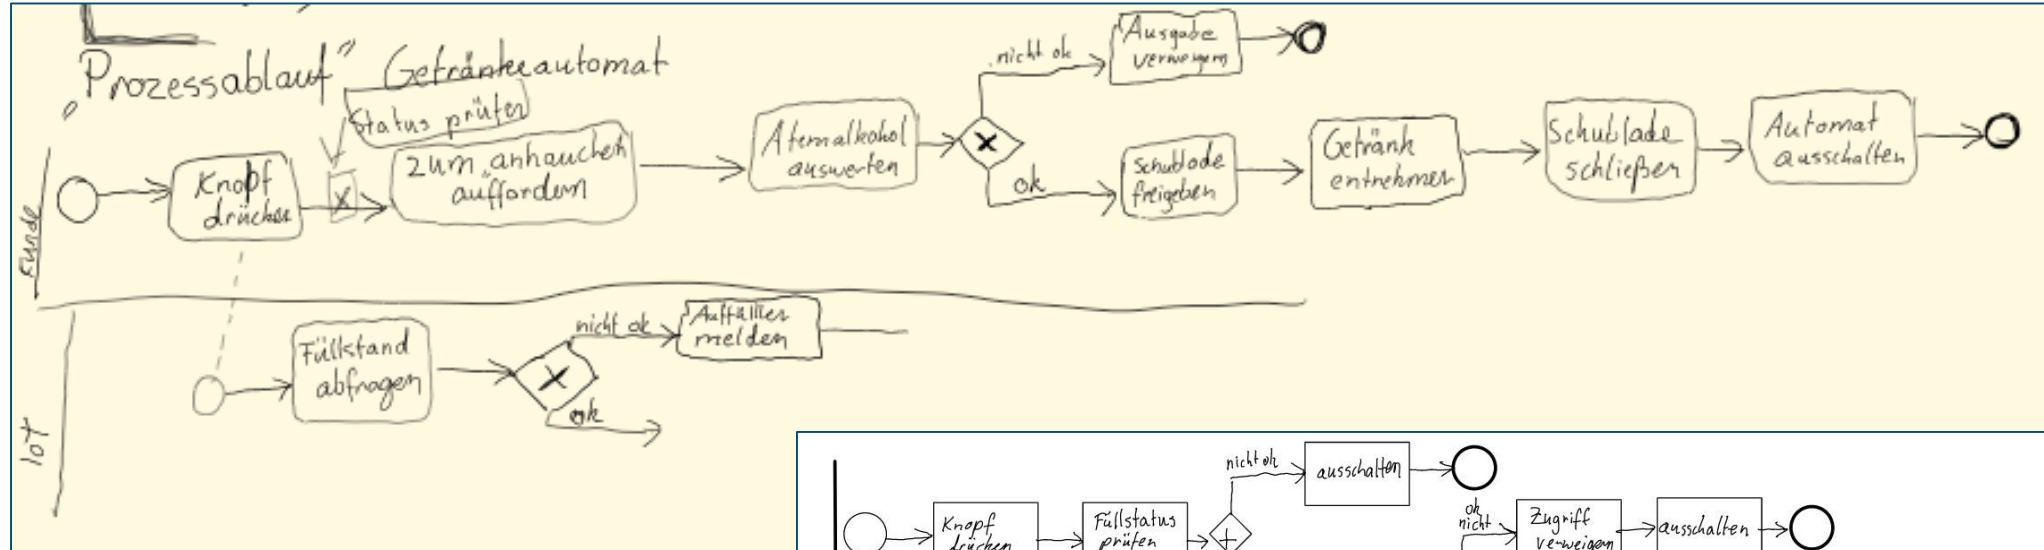 „Prozessablauf” Getränkeautomat
Status prüfen
Kunde
Knopf
drücken
X
zum „anhauchen
auffordern
Atemalkohol
auswerten
X
nicht ok
Ausgabe
verweigern
ok
Schublade
freigeben
Getränk
entnehmen
Schublade
schließen
Automat
ausschalten
IoT
Füllstand
abfragen
X
nicht ok
Auffüllen
melden
ok
Knopf
drücken
Füllstatus
prüfen
nicht ok
ausschalten
ok
nicht
Zugriff
verweigern
ausschalten